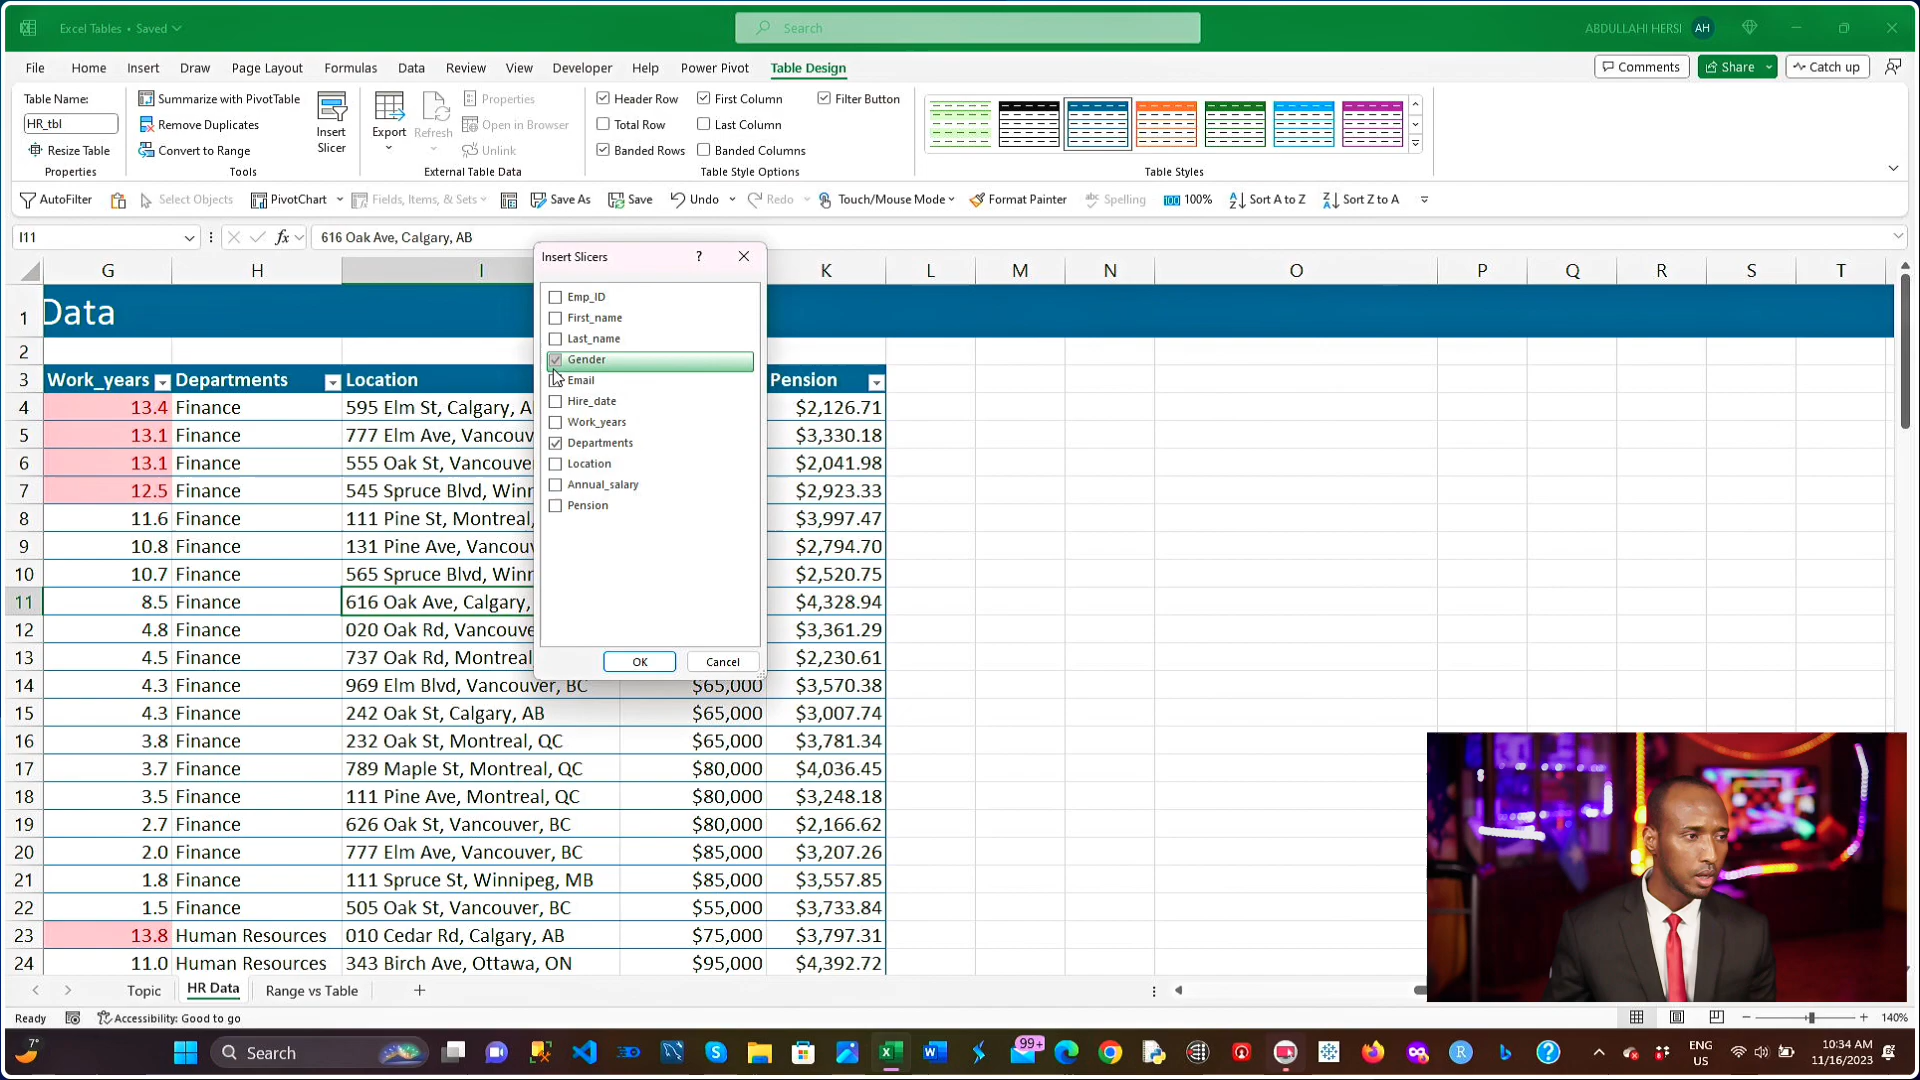 Excel Tables • Saved
Search
ABDULLAHI HERSI AH
File Home Insert Draw Page Layout Formulas Data Review View Developer Help Power Pivot Table Design
Comments Share Catch up
Table Name:
HR_tbl
Resize Table
Properties
Summarize with PivotTable
Remove Duplicates
Convert to Range
Tools
Insert
Slicer
Export
Refresh
Properties
Open in Browser
Unlink
External Table Data
Header Row First Column Filter Button
Total Row Last Column
Banded Rows Banded Columns
Table Style Options
Table Styles
AutoFilter Select Objects PivotChart Fields, Items, & Sets Save As Save Undo Redo Touch/Mouse Mode Format Painter Spelling 100% Sort A to Z Sort Z to A
I11 fx 616 Oak Ave, Calgary, AB
G H I K L M N O P Q R S T
1 Data
2
3 Work_years Departments Location Pension
4 13.4 Finance 595 Elm St, Calgary, A $2,126.71
5 13.1 Finance 777 Elm Ave, Vancouv $3,330.18
6 13.1 Finance 555 Oak St, Vancouve $2,041.98
7 12.5 Finance 545 Spruce Blvd, Winn $2,923.33
8 11.6 Finance 111 Pine St, Montreal, $3,997.47
9 10.8 Finance 131 Pine Ave, Vancouv $2,794.70
10 10.7 Finance 565 Spruce Blvd, Winn $2,520.75
11 8.5 Finance 616 Oak Ave, Calgary, $4,328.94
12 4.8 Finance 020 Oak Rd, Vancouve $3,361.29
13 4.5 Finance 737 Oak Rd, Montreal $2,230.61
14 4.3 Finance 969 Elm Blvd, Vancouver, BC $65,000 $3,570.38
15 4.3 Finance 242 Oak St, Calgary, AB $65,000 $3,007.74
16 3.8 Finance 232 Oak St, Montreal, QC $65,000 $3,781.34
17 3.7 Finance 789 Maple St, Montreal, QC $80,000 $4,036.45
18 3.5 Finance 111 Pine Ave, Montreal, QC $80,000 $3,248.18
19 2.7 Finance 626 Oak St, Vancouver, BC $80,000 $2,166.62
20 2.0 Finance 777 Elm Ave, Vancouver, BC $85,000 $3,207.26
21 1.8 Finance 111 Spruce St, Winnipeg, MB $85,000 $3,557.85
22 1.5 Finance 505 Oak St, Vancouver, BC $55,000 $3,733.84
23 13.8 Human Resources 010 Cedar Rd, Calgary, AB $75,000 $3,797.31
24 11.0 Human Resources 343 Birch Ave, Ottawa, ON $95,000 $4,392.72
Insert Slicers ?
Emp_ID
First_name
Last_name
Gender
Email
Hire_date
Work_years
Departments
Location
Annual_salary
Pension
OK Cancel
Topic HR Data Range vs Table
Ready Accessibility: Good to go 140%
7° Search 99+ ENG 10:34 AM
US 11/16/2023